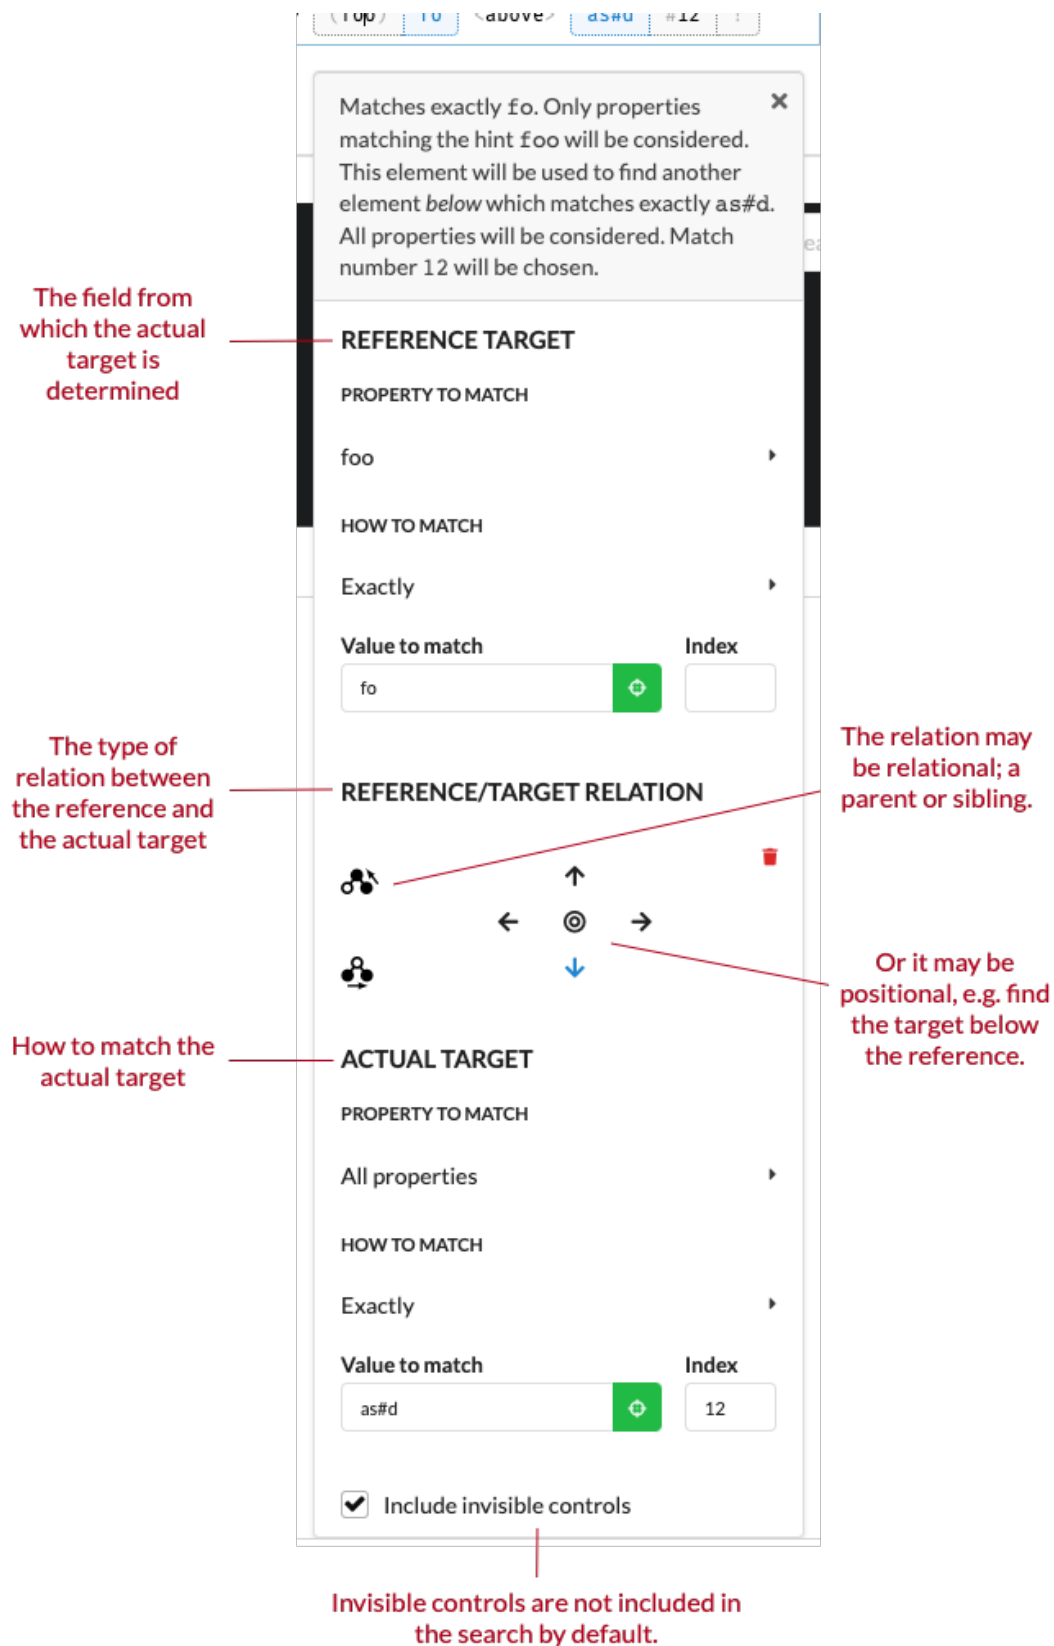 fo <above> as#d #12 !
Matches exactly fo. Only properties
matching the hint foo will be considered.
This element will be used to find another
element below which matches exactly as#d.
All properties will be considered. Match
number 12 will be chosen.
The field from
which the actual
target is
determined
REFERENCE TARGET
PROPERTY TO MATCH
foo
HOW TO MATCH
Exactly
Value to match Index
fo
The type of
relation between
the reference and
the actual target
REFERENCE/TARGET RELATION
The relation may
be relational; a
parent or sibling.
Or it may be
positional, e.g. find
the target below
the reference.
How to match the
actual target
ACTUAL TARGET
PROPERTY TO MATCH
All properties
HOW TO MATCH
Exactly
Value to match Index
as#d 12
Include invisible controls
Invisible controls are not included in
the search by default.